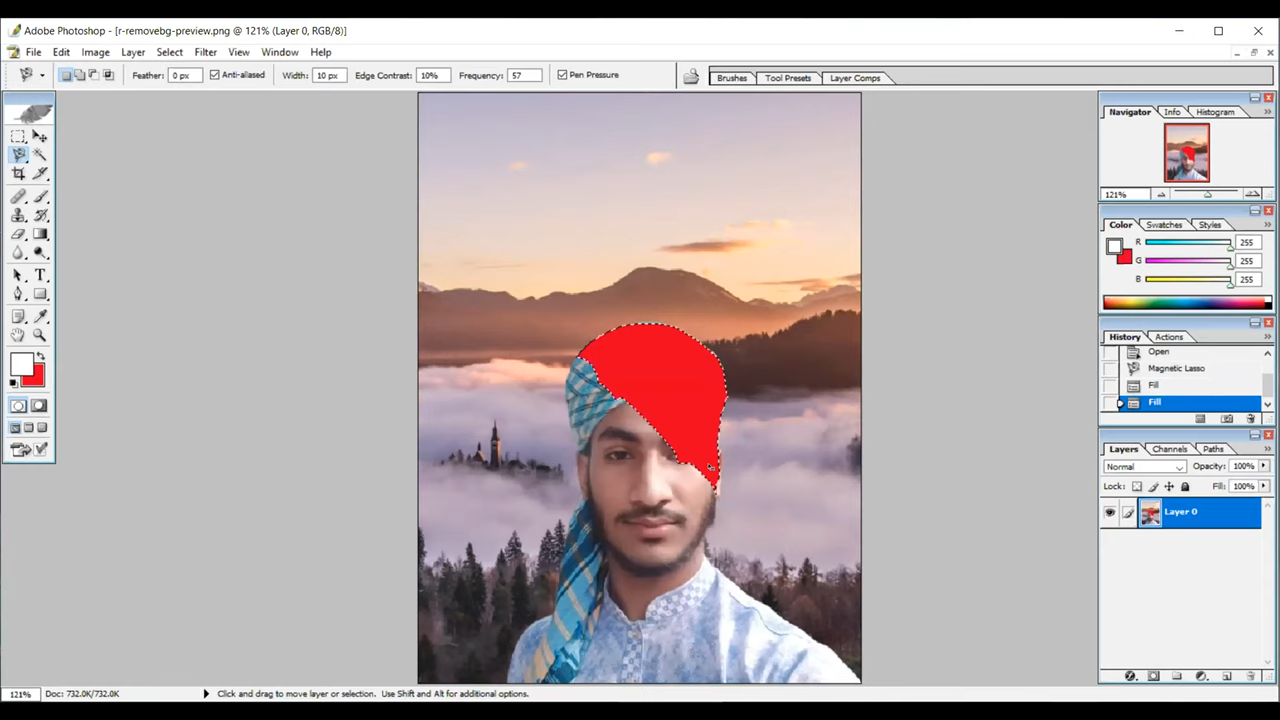 Adobe Photoshop - [r-removebg-preview.png @ 121% (Layer 0, RGB/8)]
File Edit Image Layer Select Filter View Window Help
Feather: 0 px Anti-aliased Width: 10 px Edge Contrast: 10% Frequency: 57 Pen Pressure Brushes Tool Presets Layer Comps
Navigator Info Histogram
121%
Color Swatches Styles
R 255
G 255
B 255
History Actions
Open
Magnetic Lasso
Fill
Fill
Layers Channels Paths
Normal Opacity: 100%
Lock: Fill: 100%
Layer 0
121% Doc: 732.0K/732.0K Click and drag to move layer or selection. Use Shift and Alt for additional options.